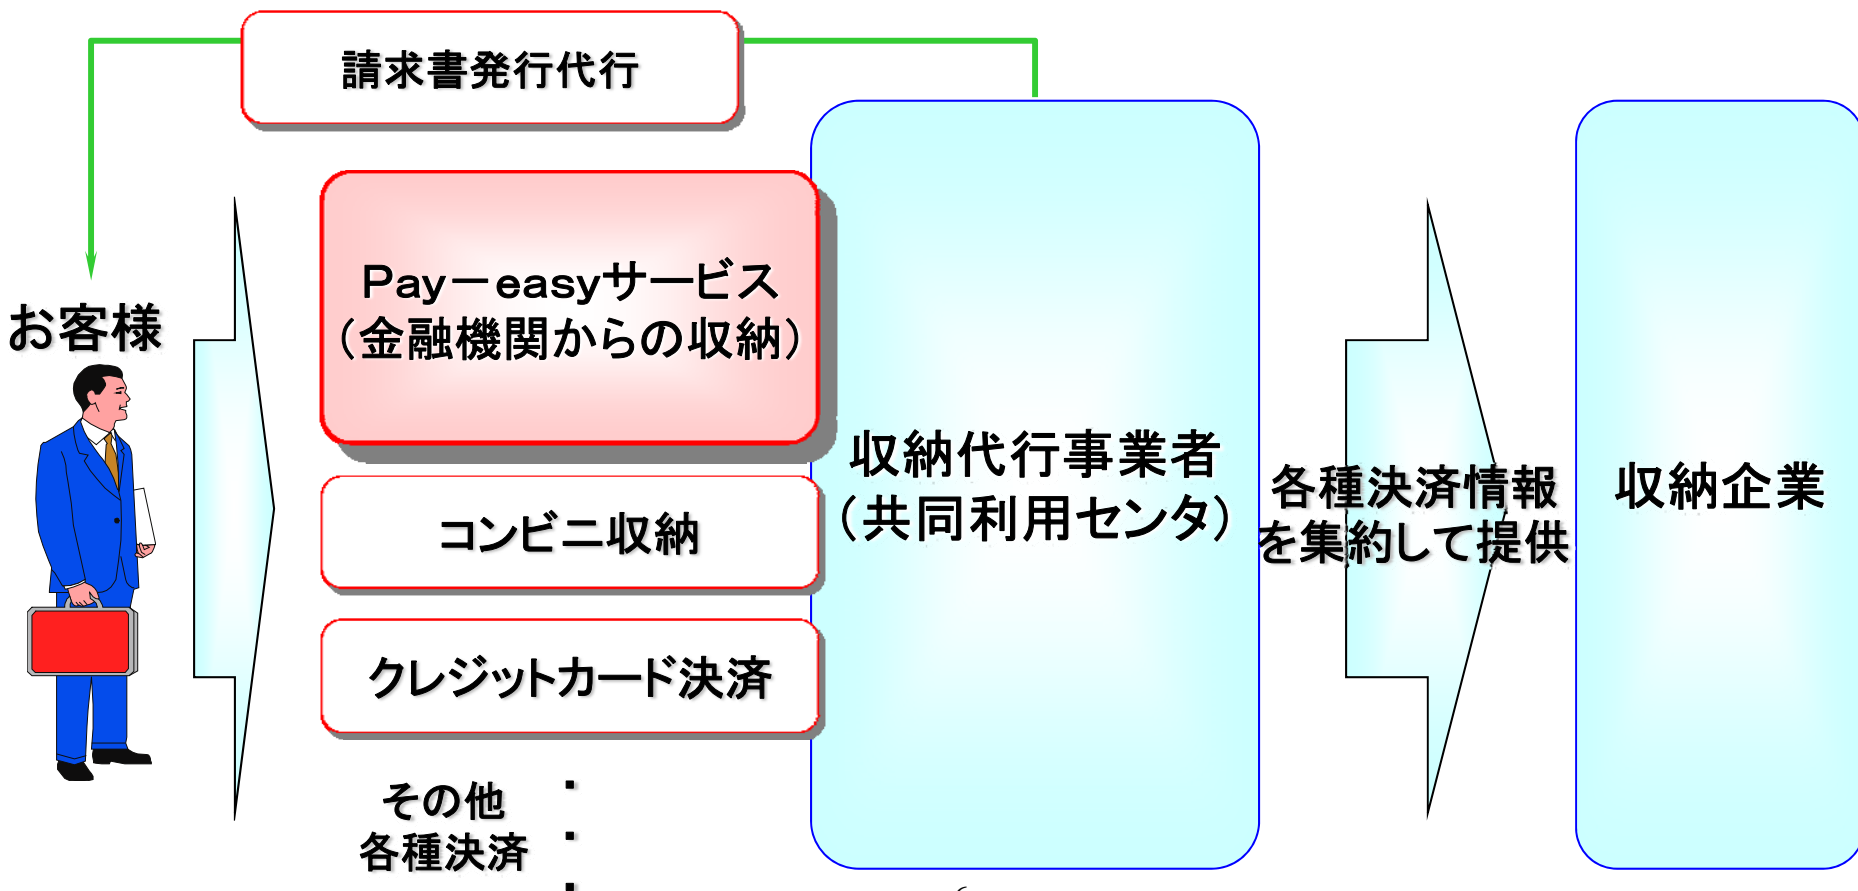 請求書発行代行
お客様
Pay－easyサービス
（金融機関からの収納）
コンビニ収納
クレジットカード決済
その他
各種決済
収納代行事業者
（共同利用センタ）
各種決済情報
を集約して提供
収納企業